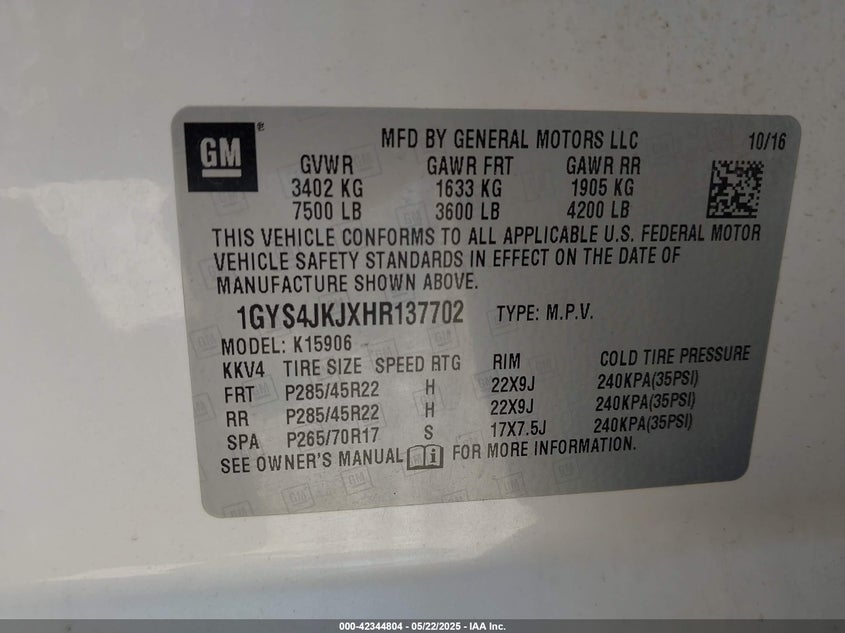 GM® MFD BY GENERAL MOTORS LLC 10/16
GVWR GAWR FRT GAWR RR
3402 KG 1633 KG 1905 KG
7500 LB 3600 LB 4200 LB
THIS VEHICLE CONFORMS TO ALL APPLICABLE U.S. FEDERAL MOTOR
VEHICLE SAFETY STANDARDS IN EFFECT ON THE DATE OF
MANUFACTURE SHOWN ABOVE.
1GYS4JKJXHR137702 TYPE: M.P.V.
MODEL: K15906
KKV4 TIRE SIZE SPEED RTG RIM COLD TIRE PRESSURE
FRT P285/45R22 H 22X9J 240KPA(35PSI)
RR P285/45R22 H 22X9J 240KPA(35PSI)
SPA P265/70R17 S 17X7.5J 240KPA(35PSI)
SEE OWNER'S MANUAL FOR MORE INFORMATION.
000-42344804 - 05/22/2025 - IAA Inc.